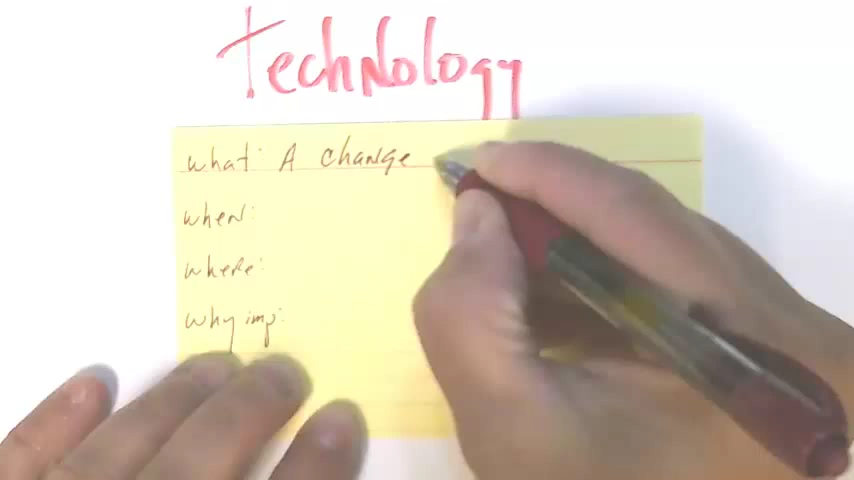 Technology
what: A change
when:
where:
why imp: